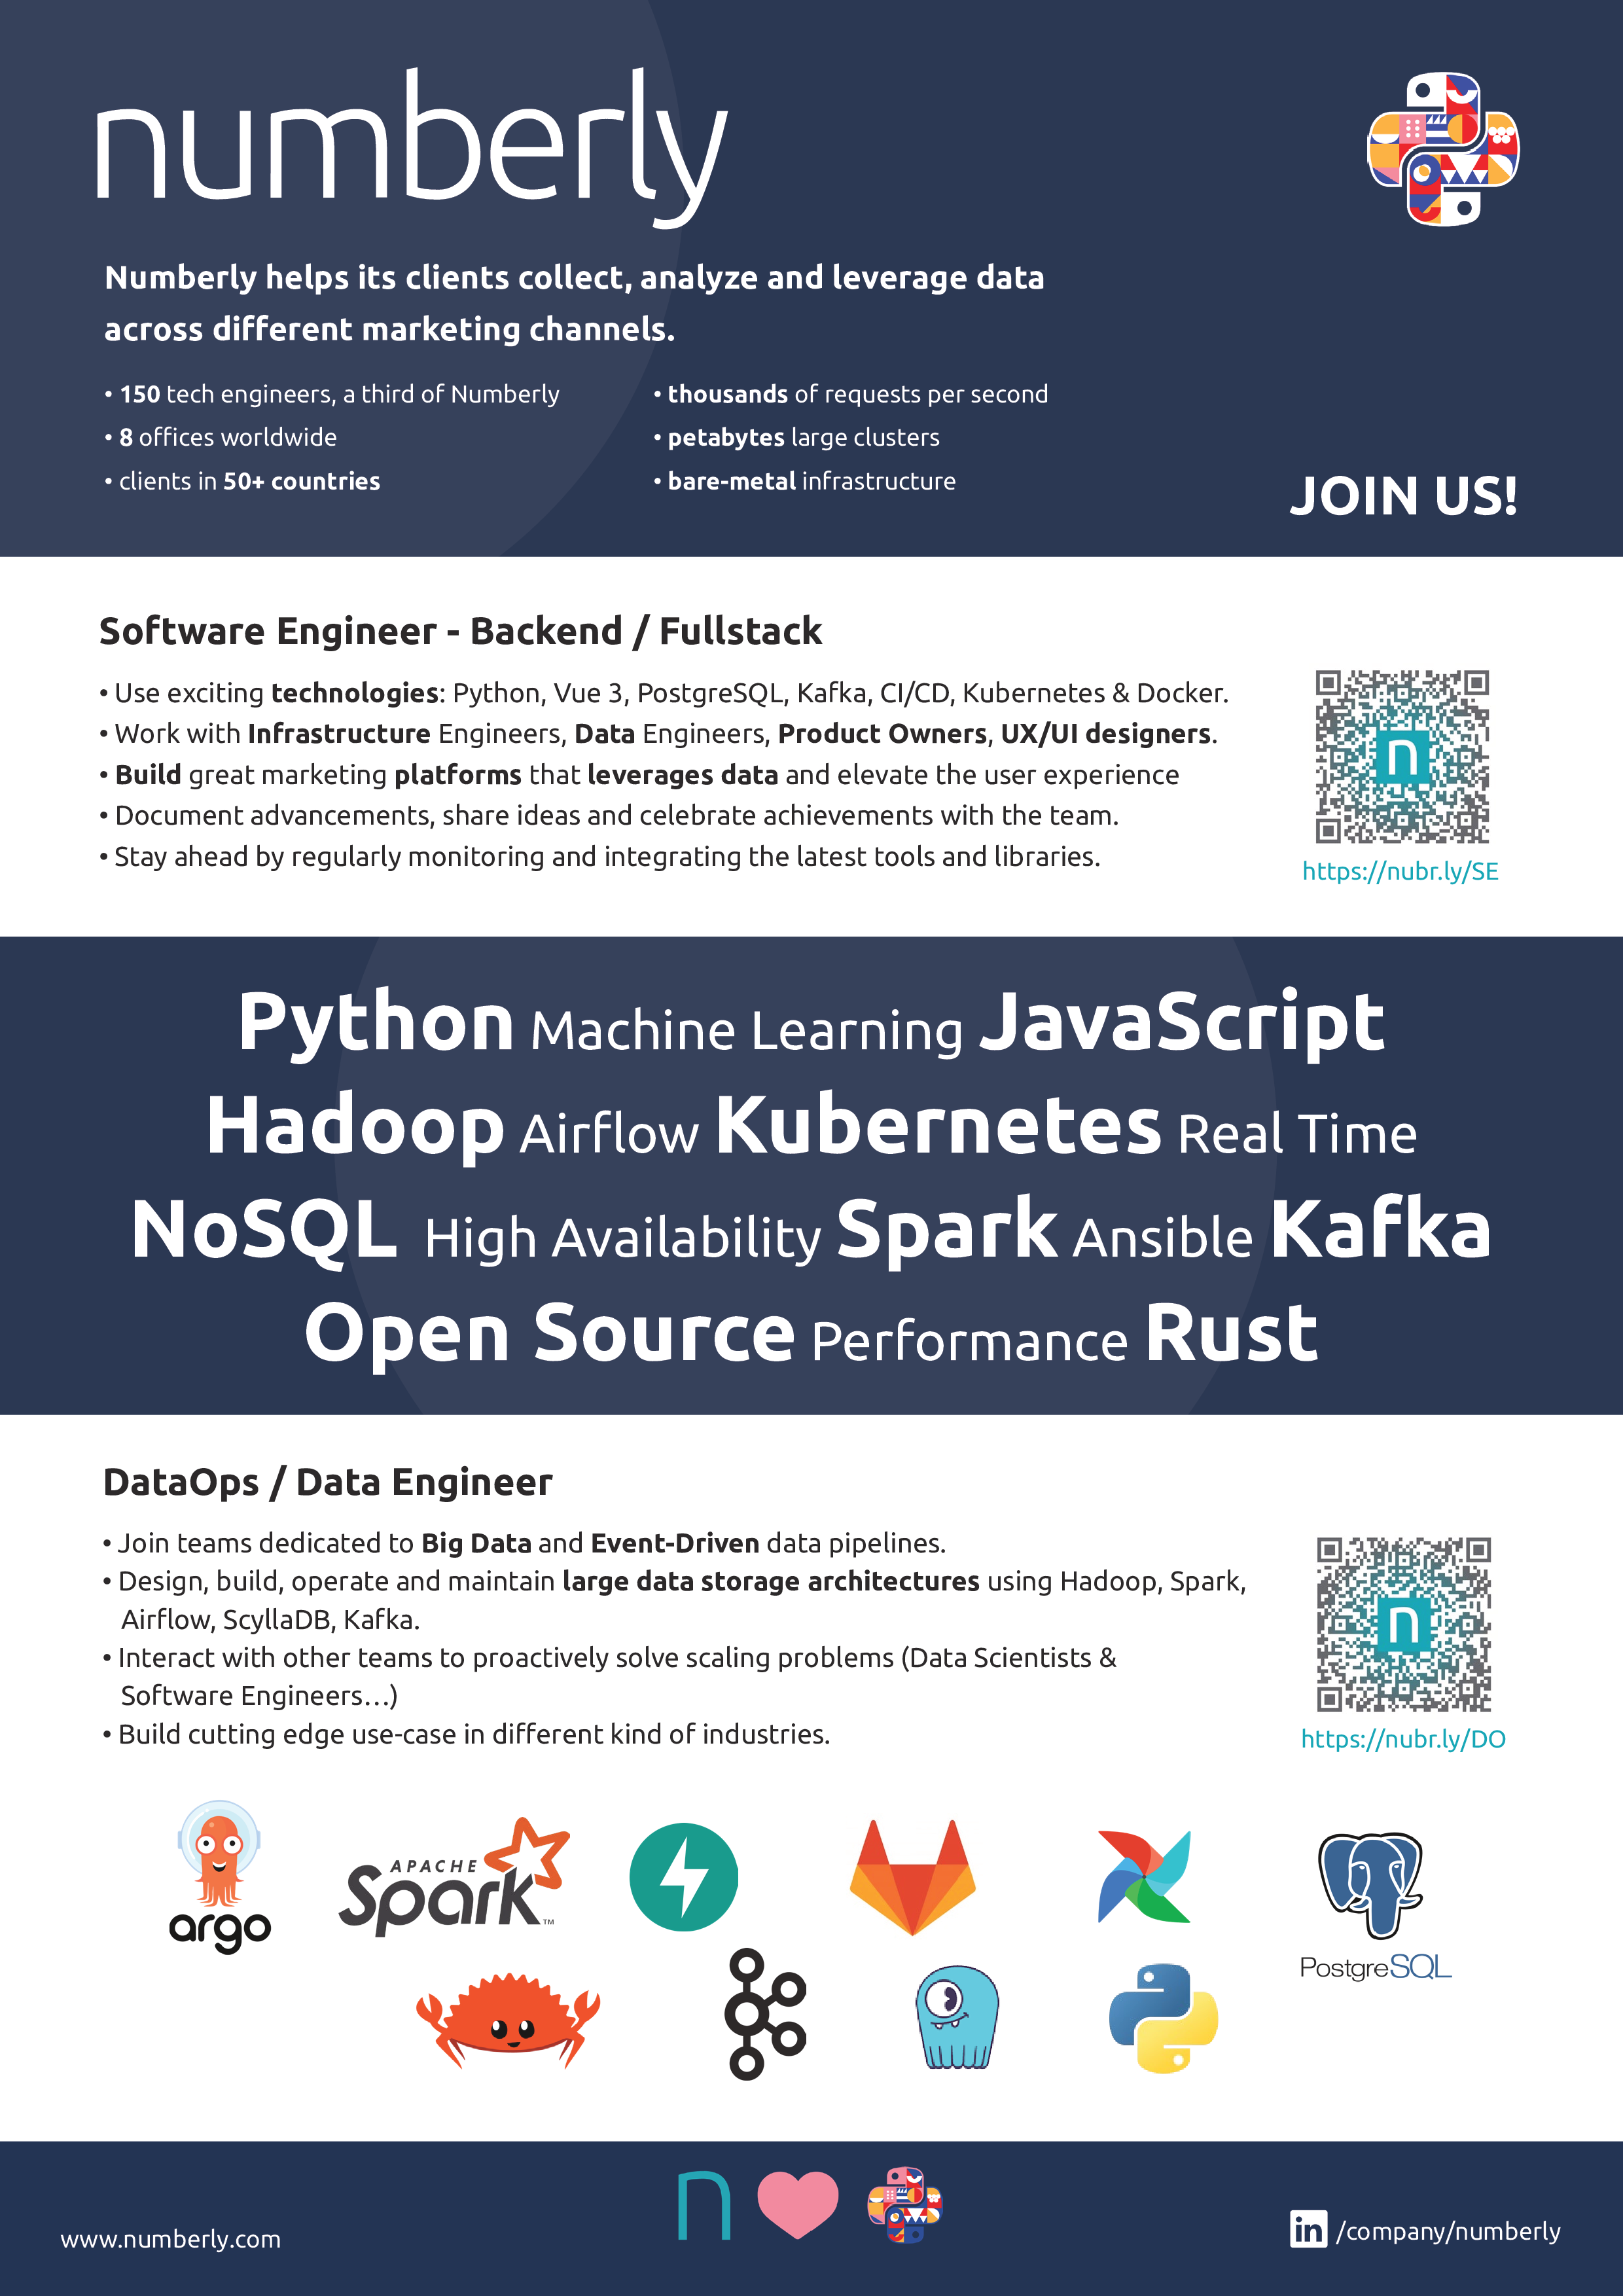 numberly
Numberly helps its clients collect, analyze and leverage data
across different marketing channels.
• 150 tech engineers, a third of Numberly
• 8 offices worldwide
• clients in 50+ countries
• thousands of requests per second
• petabytes large clusters
• bare-metal infrastructure
JOIN US!
Software Engineer - Backend / Fullstack
• Use exciting technologies: Python, Vue 3, PostgreSQL, Kafka, CI/CD, Kubernetes & Docker.
• Work with Infrastructure Engineers, Data Engineers, Product Owners, UX/UI designers.
• Build great marketing platforms that leverages data and elevate the user experience
• Document advancements, share ideas and celebrate achievements with the team.
• Stay ahead by regularly monitoring and integrating the latest tools and libraries.
n
https://nubr.ly/SE
Python Machine Learning JavaScript
Hadoop Airflow Kubernetes Real Time
NoSQL High Availability Spark Ansible Kafka
Open Source Performance Rust
DataOps / Data Engineer
• Join teams dedicated to Big Data and Event-Driven data pipelines.
• Design, build, operate and maintain large data storage architectures using Hadoop, Spark,
Airflow, ScyllaDB, Kafka.
• Interact with other teams to proactively solve scaling problems (Data Scientists &
Software Engineers...)
• Build cutting edge use-case in different kind of industries.
n
https://nubr.ly/DO
argo
APACHE
Spark™
PostgreSQL
n
www.numberly.com
in /company/numberly